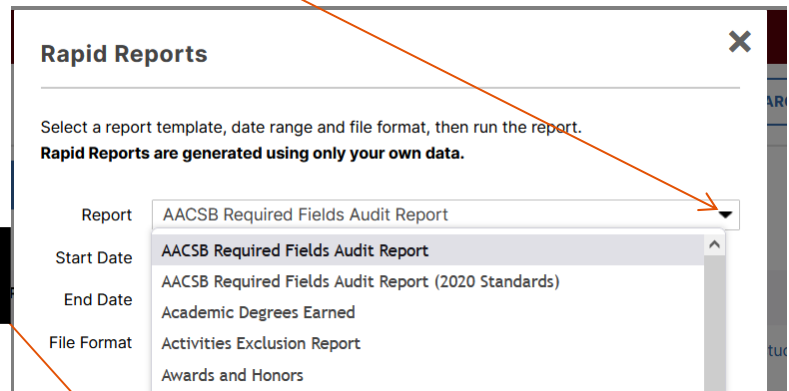 Rapid Reports
Select a report template, date range and file format, then run the report.
Rapid Reports are generated using only your own data.
Report AACSB Required Fields Audit Report
Start Date AACSB Required Fields Audit Report
AACSB Required Fields Audit Report (2020 Standards)
End Date Academic Degrees Earned
File Format Activities Exclusion Report
Awards and Honors